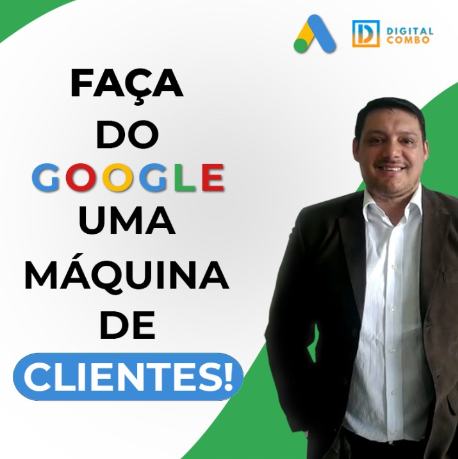 DIGITAL
COMBO
FAÇA
DO
GOOGLE
UMA
MÁQUINA
DE
CLIENTES!